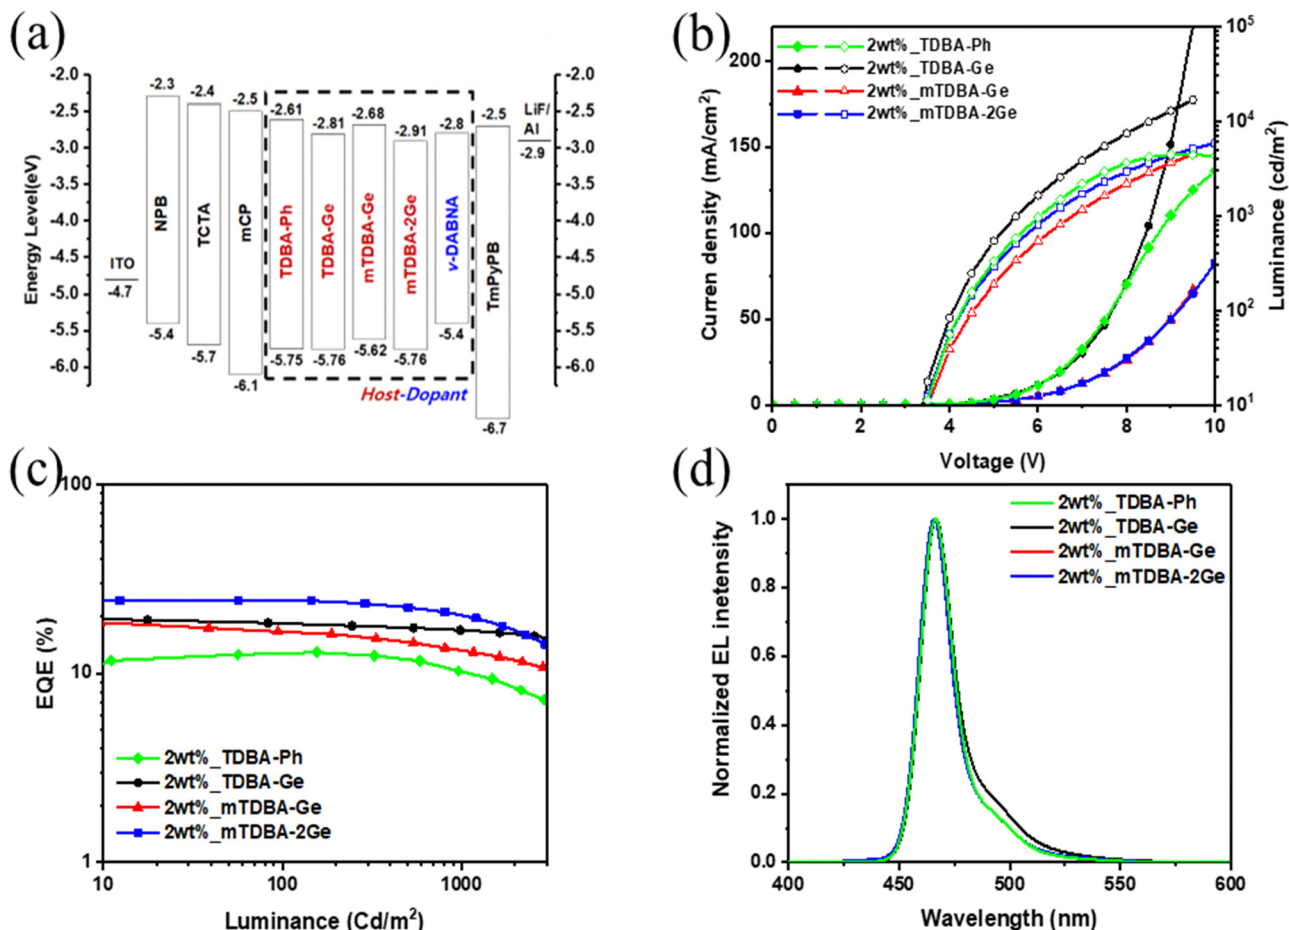 (a)
-2.0
-2.5
-3.0
-3.5
-4.0
-4.5
-5.0
-5.5
-6.0
Energy Level(eV)
ITO
-4.7
-2.3
NPB
-5.4
-2.4
TCTA
-5.7
-2.5
mCP
-6.1
-2.61
TDBA-Ph
-5.75
-2.81
TDBA-Ge
-5.76
-2.68
mTDBA-Ge
-5.62
-2.91
mTDBA-2Ge
-5.76
-2.8
v-DABNA
-5.4
-2.5
TmPyPB
-6.7
LiF/
Al
-2.9
Host-Dopant
-2.0
-2.5
-3.0
-3.5
-4.0
-4.5
-5.0
-5.5
-6.0
(b)
2wt%_TDBA-Ph
2wt%_TDBA-Ge
2wt%_mTDBA-Ge
2wt%_mTDBA-2Ge
200
150
100
50
0
Curren density (mA/cm²)
0 2 4 6 8 10
Voltage (V)
10⁵
10⁴
10³
10²
10¹
Luminance (cd/m²)
(c)
100
10
1
EQE (%)
2wt%_TDBA-Ph
2wt%_TDBA-Ge
2wt%_mTDBA-Ge
2wt%_mTDBA-2Ge
10 100 1000
Luminance (Cd/m²)
(d)
1.0
0.8
0.6
0.4
0.2
0.0
Normalized EL inetensity
2wt%_TDBA-Ph
2wt%_TDBA-Ge
2wt%_mTDBA-Ge
2wt%_mTDBA-2Ge
400 450 500 550 600
Wavelength (nm)